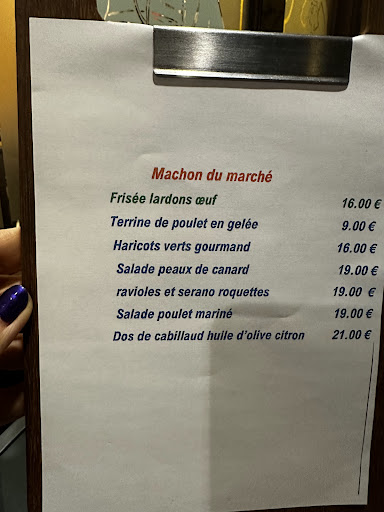 Machon du marché
Frisée lardons œuf 16.00 €
Terrine de poulet en gelée 9.00 €
Haricots verts gourmand 16.00 €
Salade peaux de canard 19.00 €
ravioles et serano roquettes 19.00 €
Salade poulet mariné 19.00 €
Dos de cabillaud huile d'olive citron 21.00 €